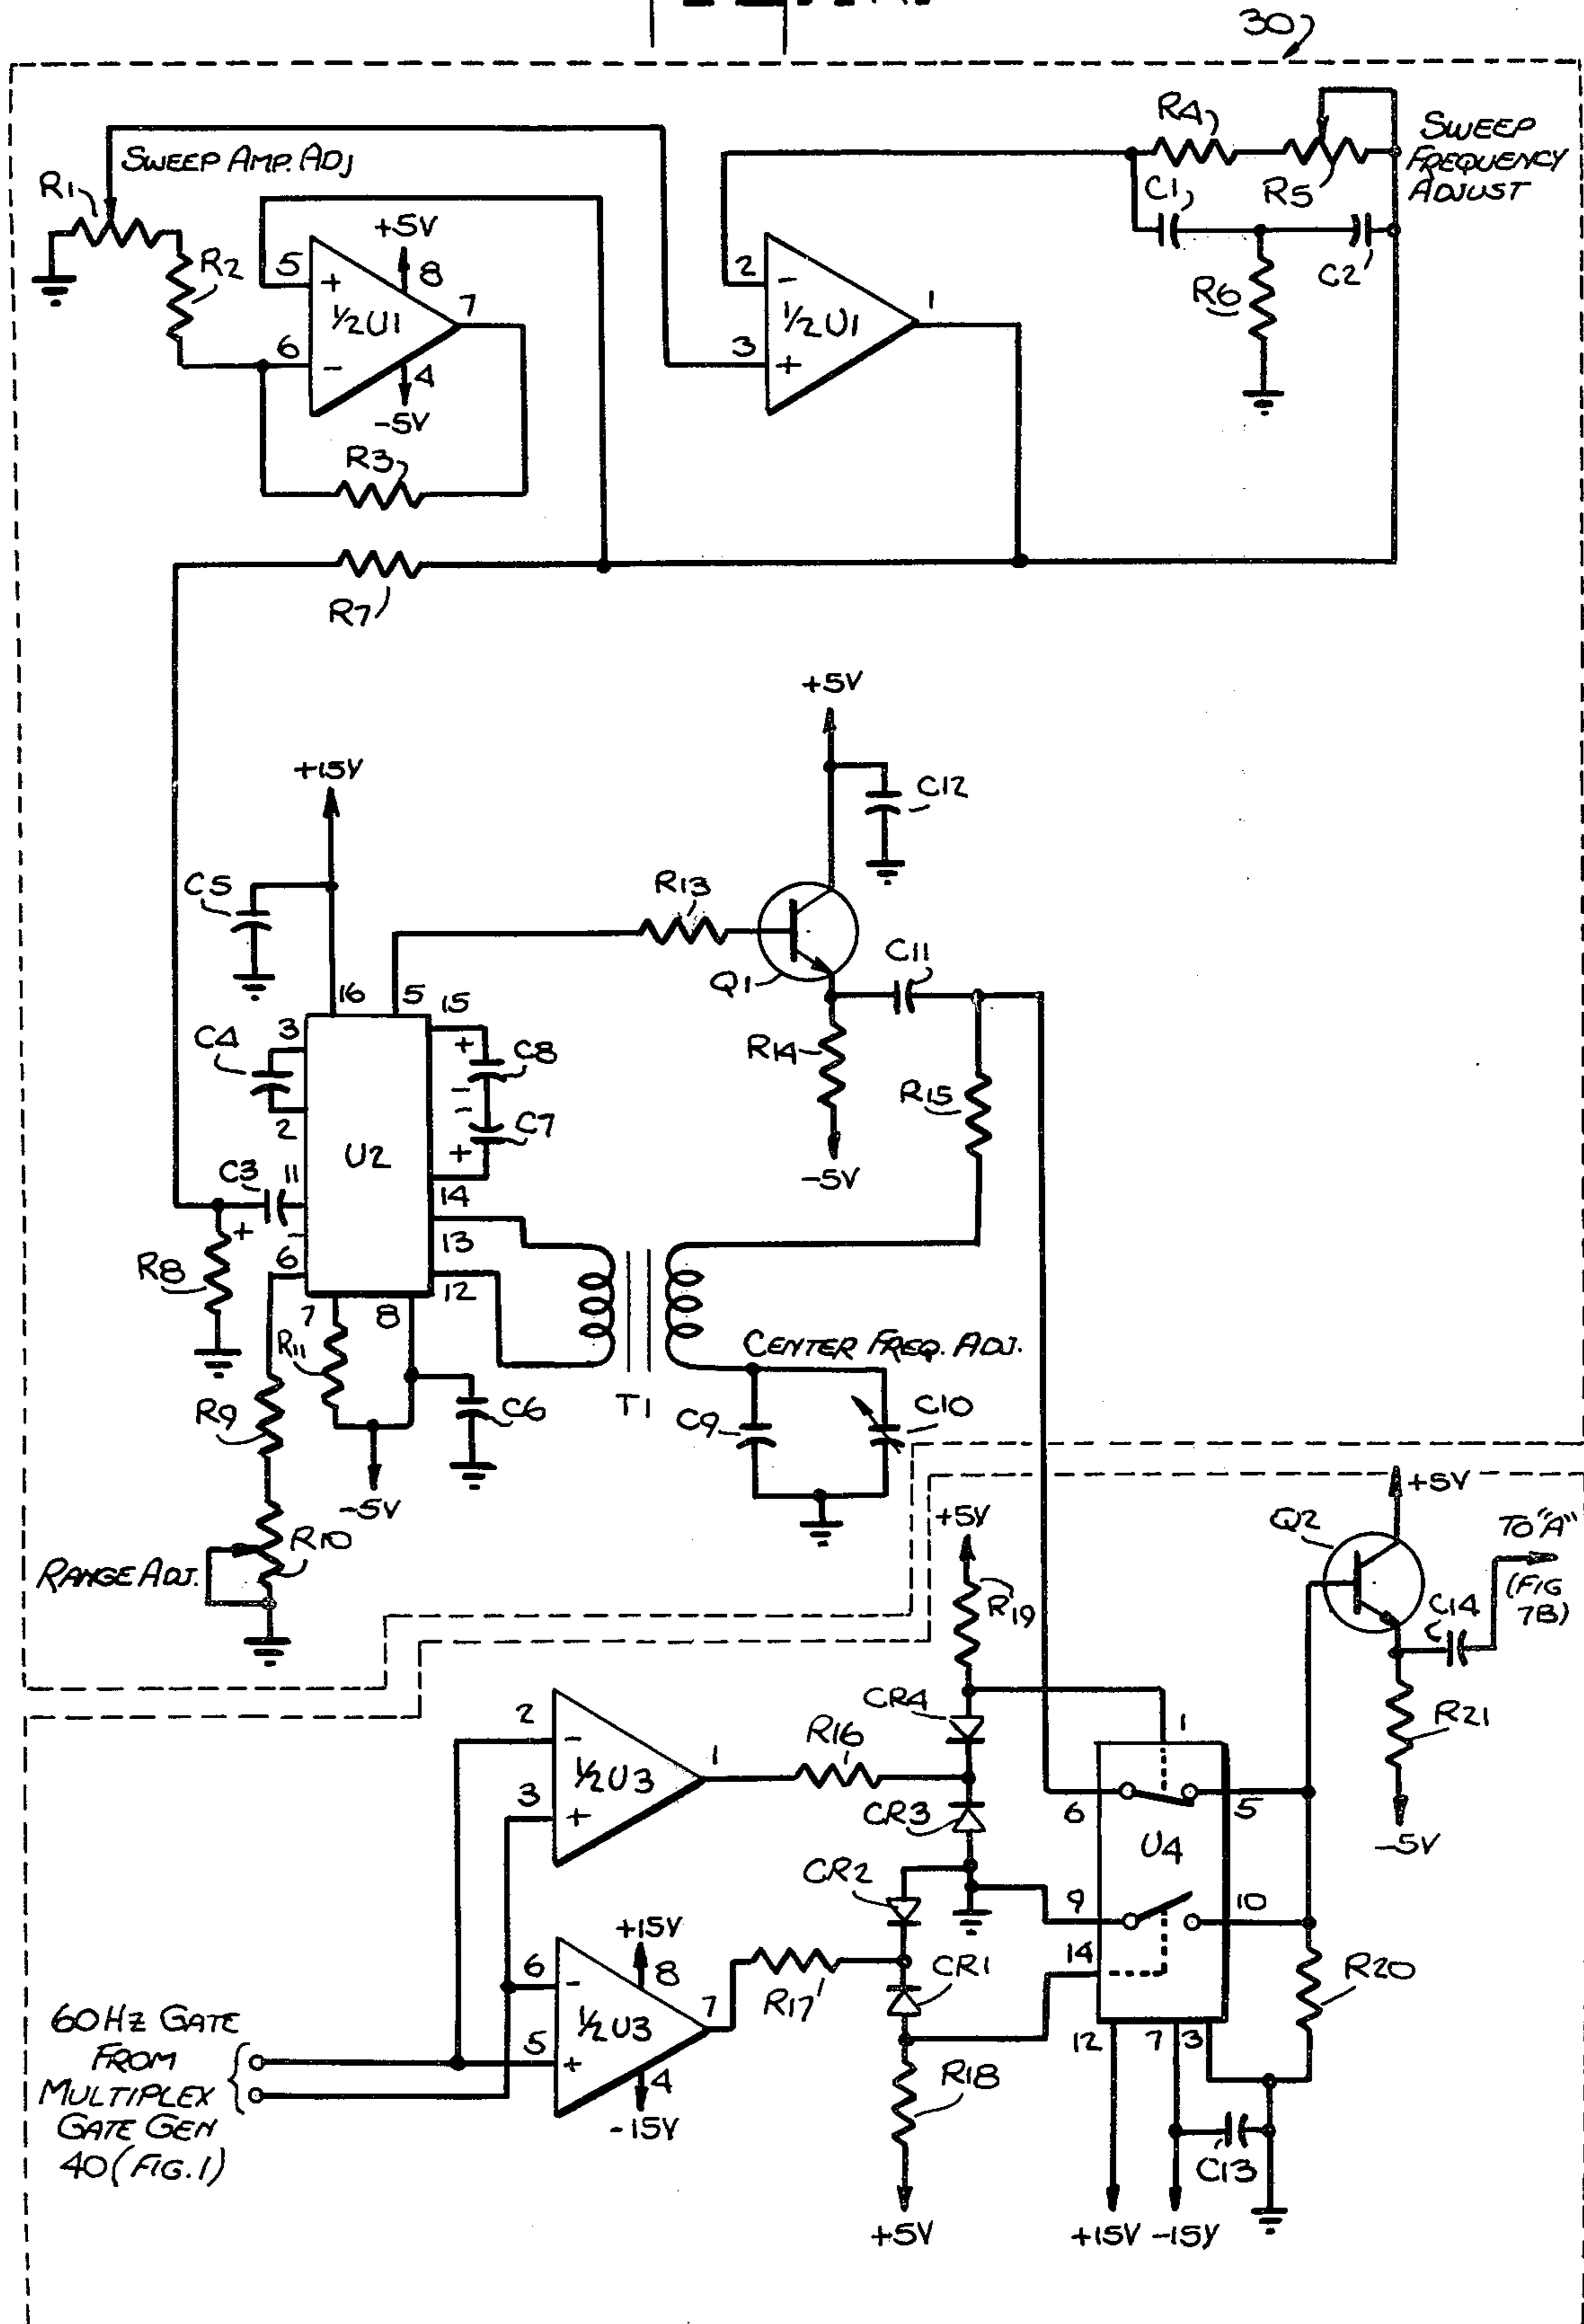 30
SWEEP AMP. ADJ
R1
R2
+5V
5
+
8
½U1
7
6
-
4
-5V
R3
R7
2
-
½U1
1
3
+
R4
R5
C1
C2
R6
SWEEP
FREQUENCY
ADJUST
+5V
C12
+15V
C5
R13
Q1
C11
R14
-5V
R15
16
5
15
3
C4
2
+
C8
-
-
C7
+
U2
14
C3
11
+
-
13
6
12
R8
7
8
R11
R9
C6
-5V
T1
CENTER FREQ. ADJ.
C9
C10
R10
RANGE ADJ.
+5V
R19
Q2
+5V
TO "A"
(FIG
7B)
C14
R21
-5V
2
-
½U3
1
3
+
R16
CR4
CR3
CR2
CR1
1
6
5
U4
9
10
14
R20
+15V
6
-
8
½U3
7
5
+
4
-15V
R17
R18
+5V
12
7
3
C13
+15V
-15V
60HZ GATE
FROM
MULTIPLEX
GATE GEN
40 (FIG. 1)